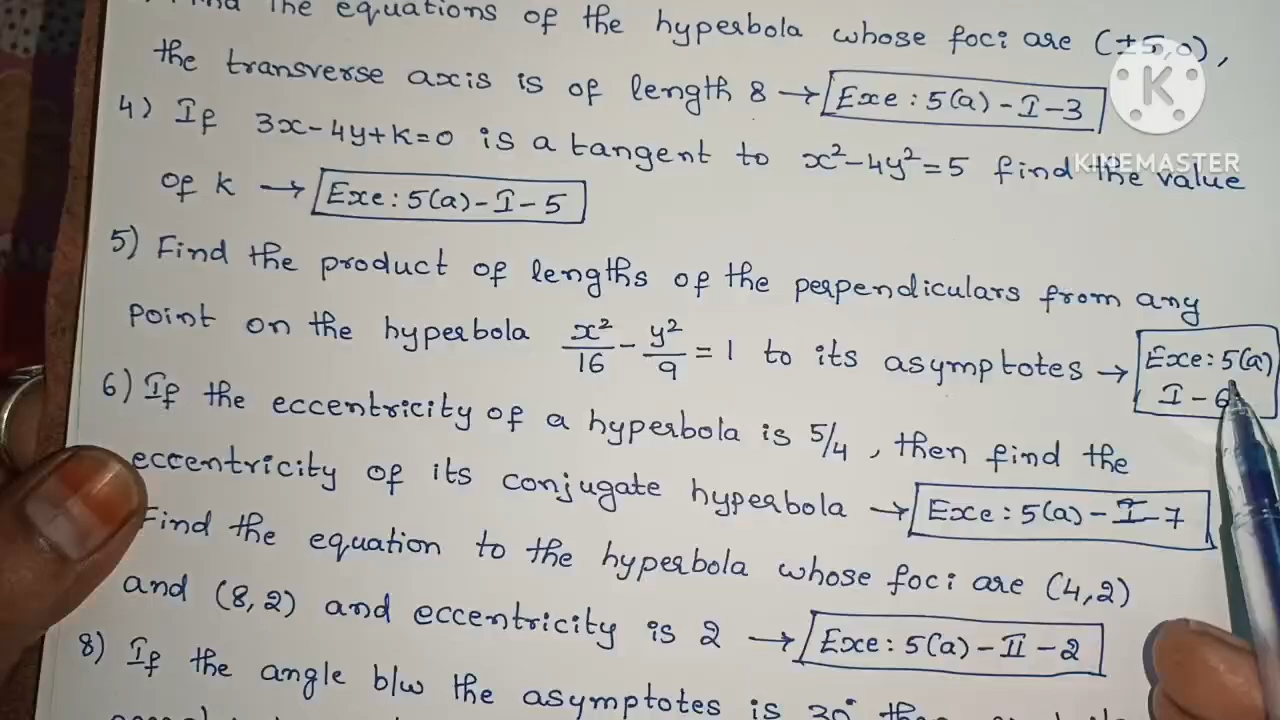 the equations of the hyperbola whose foci are (±5,0),
the transverse axis is of length 8 → Exe: 5(a)-I-3
4) If 3x-4y+k=0 is a tangent to x²-4y²=5 find the value
of k → Exe: 5(a)-I-5
5) Find the product of lengths of the perpendiculars from any
point on the hyperbola x²/16 - y²/9 = 1 to its asymptotes → Exe: 5(a)
I-6
6) If the eccentricity of a hyperbola is 5/4, then find the
eccentricity of its conjugate hyperbola → Exe: 5(a)-I-7
Find the equation to the hyperbola whose foci are (4,2)
and (8,2) and eccentricity is 2 → Exe: 5(a)-II-2
8) If the angle b/w the asymptotes is 30° then
K
KINEMASTER